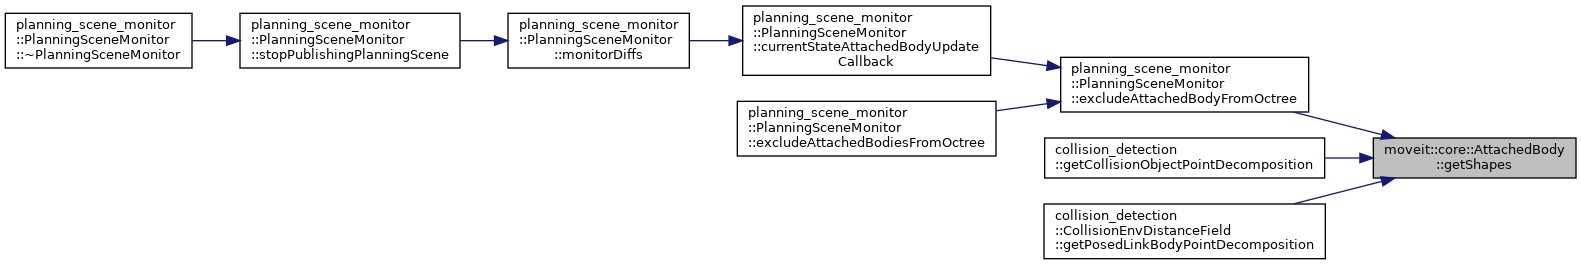 planning_scene_monitor
::PlanningSceneMonitor
::~PlanningSceneMonitor
planning_scene_monitor
::PlanningSceneMonitor
::stopPublishingPlanningScene
planning_scene_monitor
::PlanningSceneMonitor
::monitorDiffs
planning_scene_monitor
::PlanningSceneMonitor
::currentStateAttachedBodyUpdate
Callback
planning_scene_monitor
::PlanningSceneMonitor
::excludeAttachedBodiesFromOctree
planning_scene_monitor
::PlanningSceneMonitor
::excludeAttachedBodyFromOctree
collision_detection
::getCollisionObjectPointDecomposition
collision_detection
::CollisionEnvDistanceField
::getPosedLinkBodyPointDecomposition
moveit::core::AttachedBody
::getShapes